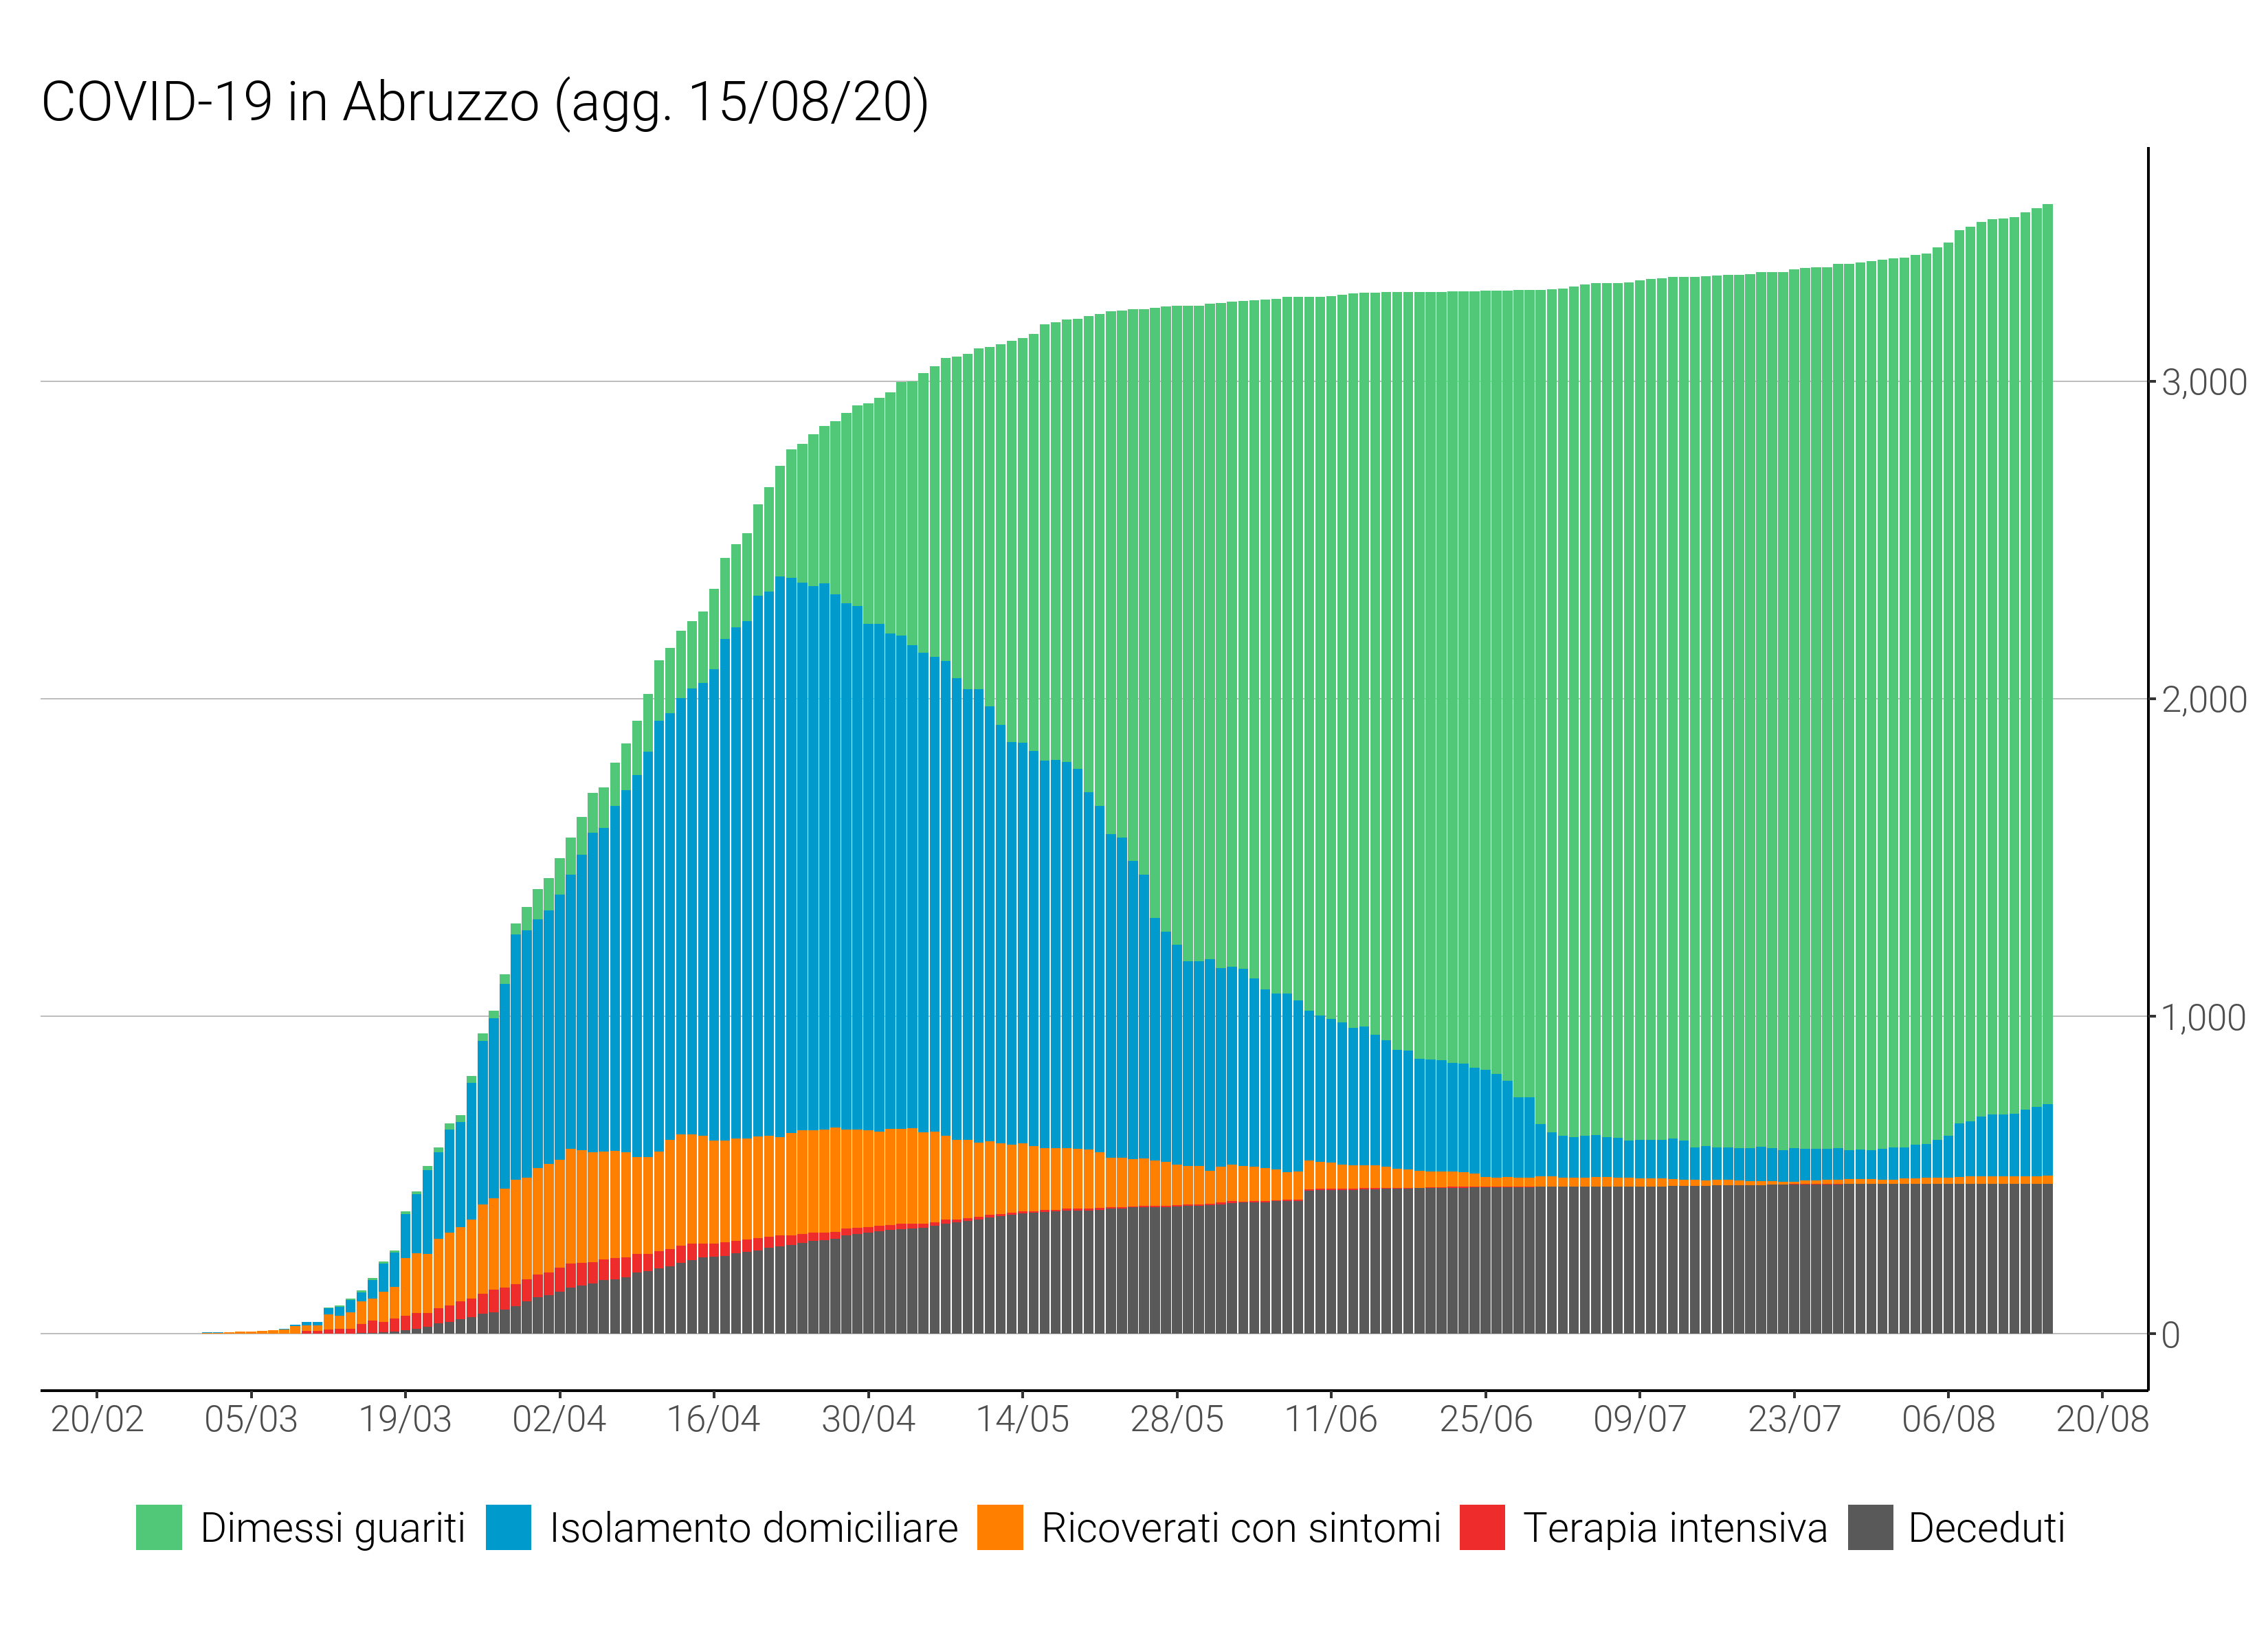 COVID-19 in Abruzzo (agg. 15/08/20)
3,000
2,000
1,000
0
20/02 05/03 19/03 02/04 16/04 30/04 14/05 28/05 11/06 25/06 09/07 23/07 06/08 20/08
Dimessi guariti Isolamento domiciliare Ricoverati con sintomi Terapia intensiva Deceduti